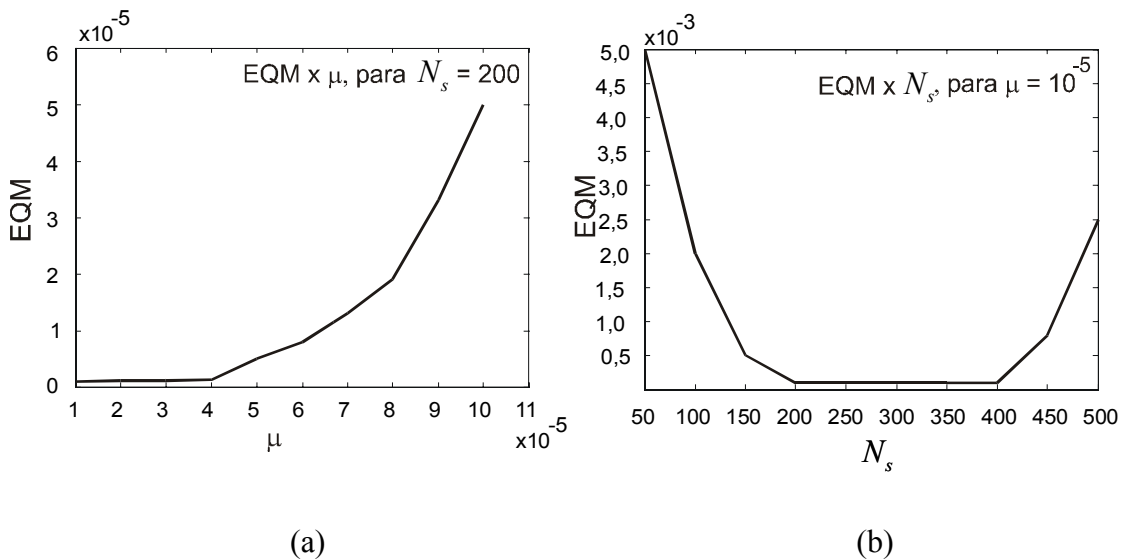 x10-5
6
5
4
3
2
1
0
EQM
EQM x μ, para Ns = 200
1 2 3 4 5 6 7 8 9 10 11
x10-5
μ
(a)
x10-3
5,0
4,5
4,0
3,5
3,0
2,5
2,0
1,5
1,0
0,5
EQM
EQM x Ns, para μ = 10-5
50 100 150 200 250 300 350 400 450 500
Ns
(b)